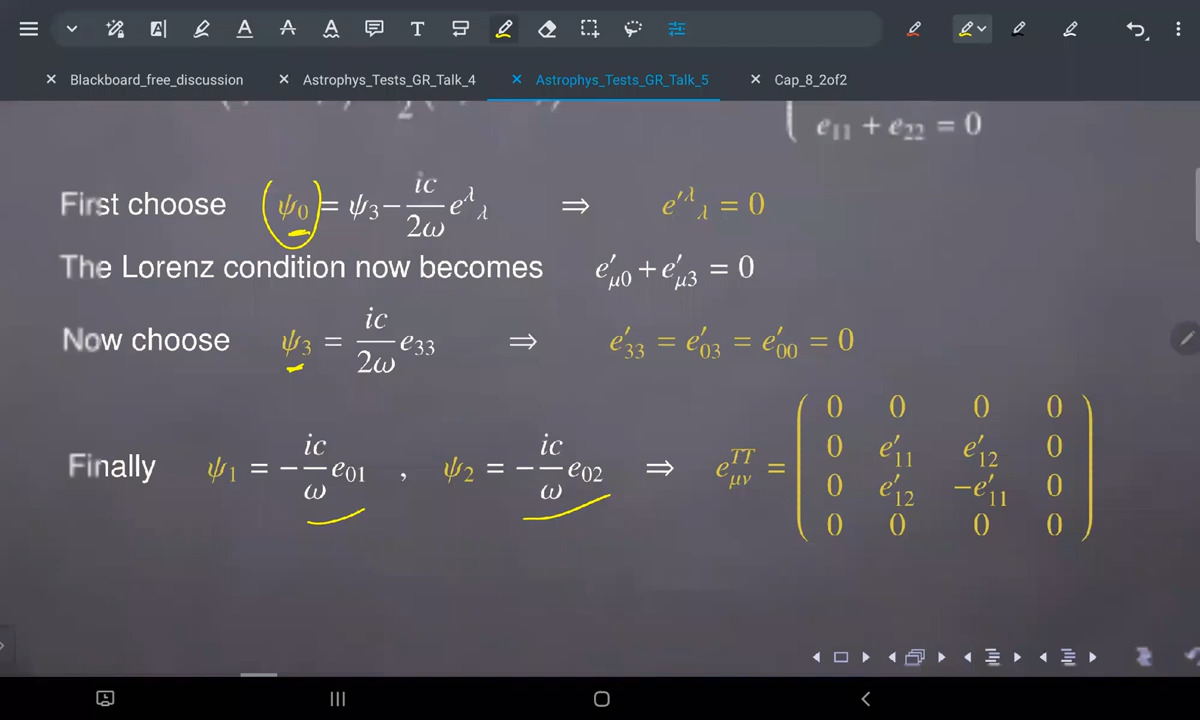 Blackboard_free_discussion Astrophys_Tests_GR_Talk_4 Astrophys_Tests_GR_Talk_5 Cap_8_2of2
e₁₁ + e₂₂ = 0
First choose ψ₀ = ψ₃ − ic/2ω e^λ_λ ⇒ e′^λ_λ = 0
The Lorenz condition now becomes e′_μ0 + e′_μ3 = 0
Now choose ψ₃ = ic/2ω e₃₃ ⇒ e′₃₃ = e′₀₃ = e′₀₀ = 0
Finally ψ₁ = − ic/ω e₀₁ , ψ₂ = − ic/ω e₀₂ ⇒ e^TT_μν =
0 0 0 0
0 e′₁₁ e′₁₂ 0
0 e′₁₂ −e′₁₁ 0
0 0 0 0